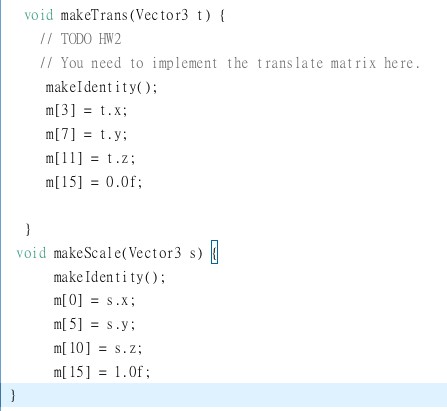 void makeTrans(Vector3 t) {
// TODO HW2
// You need to implement the translate matrix here.
makeIdentity();
m[3] = t.x;
m[7] = t.y;
m[11] = t.z;
m[15] = 0.0f;
}
void makeScale(Vector3 s) {
makeIdentity();
m[0] = s.x;
m[5] = s.y;
m[10] = s.z;
m[15] = 1.0f;
}